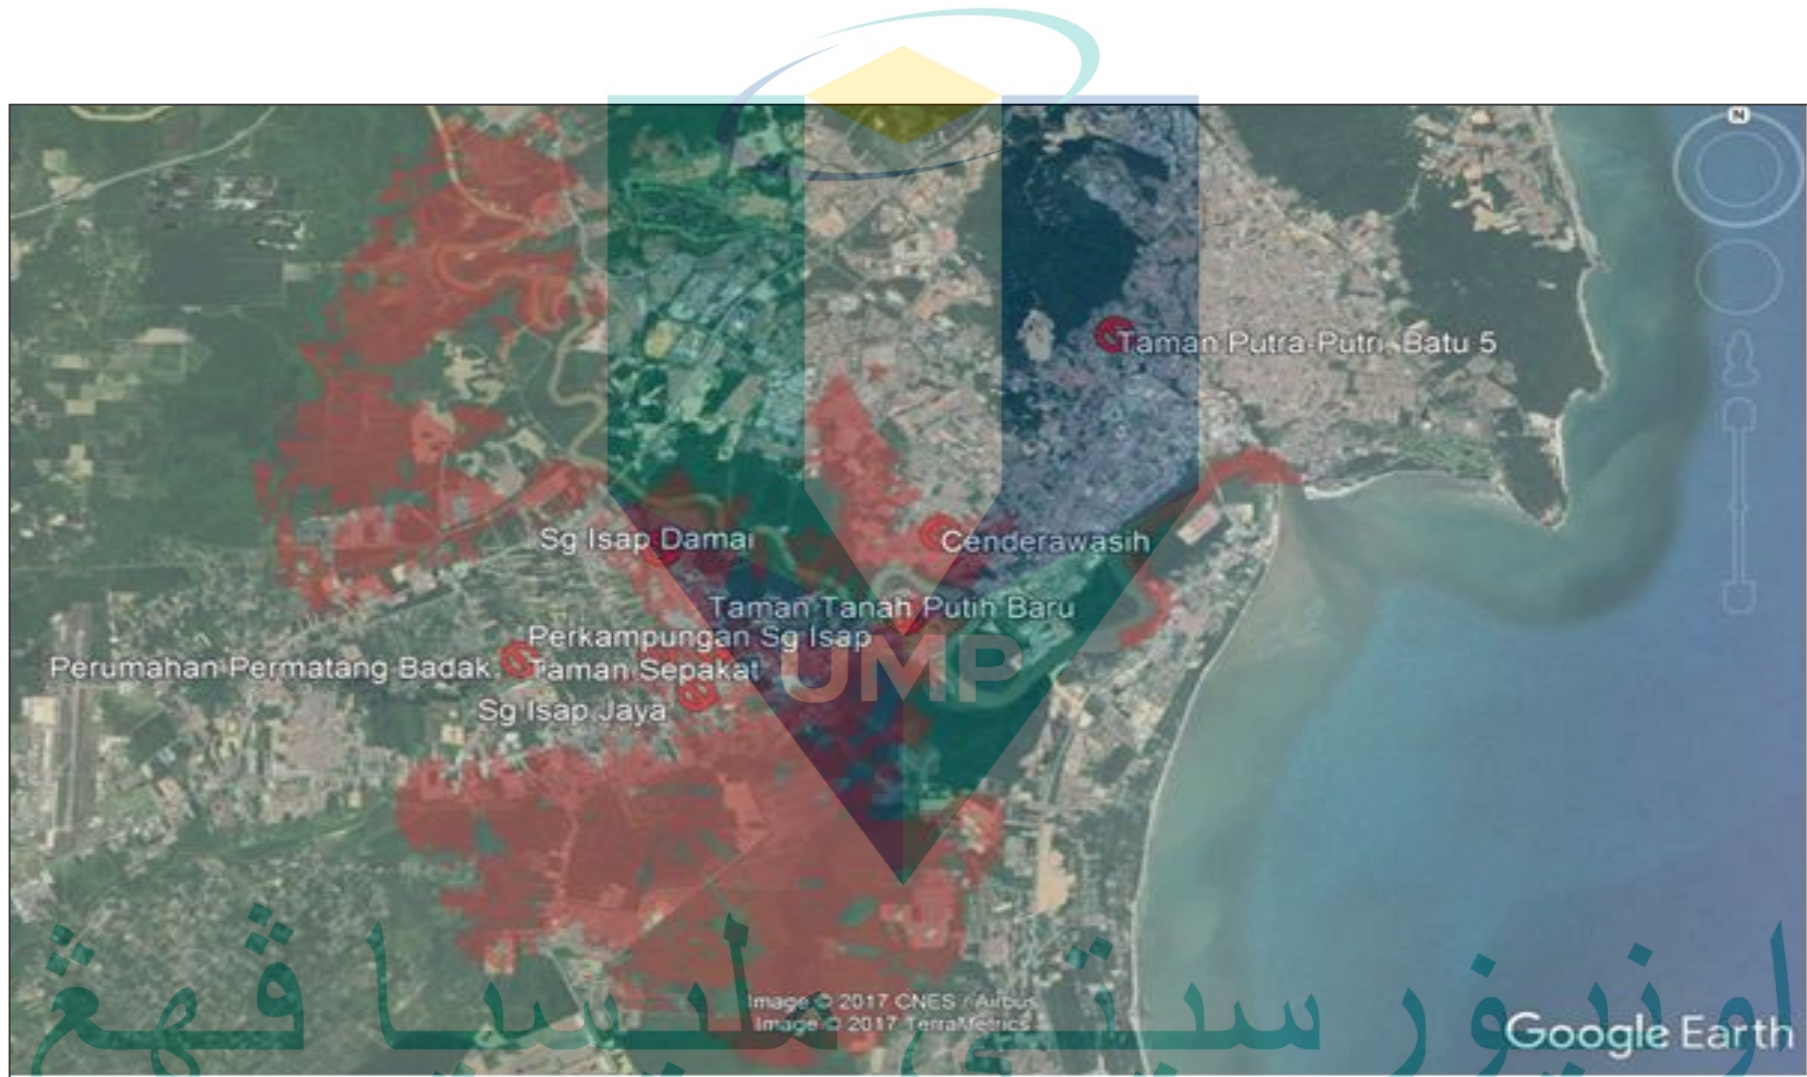 N
Taman Putra-Putri, Batu 5
Sg Isap Damai
Cenderawasih
Taman Tanah Putih Baru
Perkampungan Sg Isap
Perumahan Permatang Badak
Taman Sepakat
UMP
Sg Isap Jaya
Image © 2017 CNES / Airbus
Image © 2017 TerraMetrics
Google Earth
اونيۏرسيتي مليسيا ڤهڠ